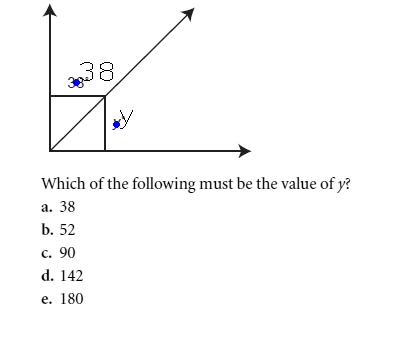 38
38°
y
y
Which of the following must be the value of y?
a. 38
b. 52
c. 90
d. 142
e. 180